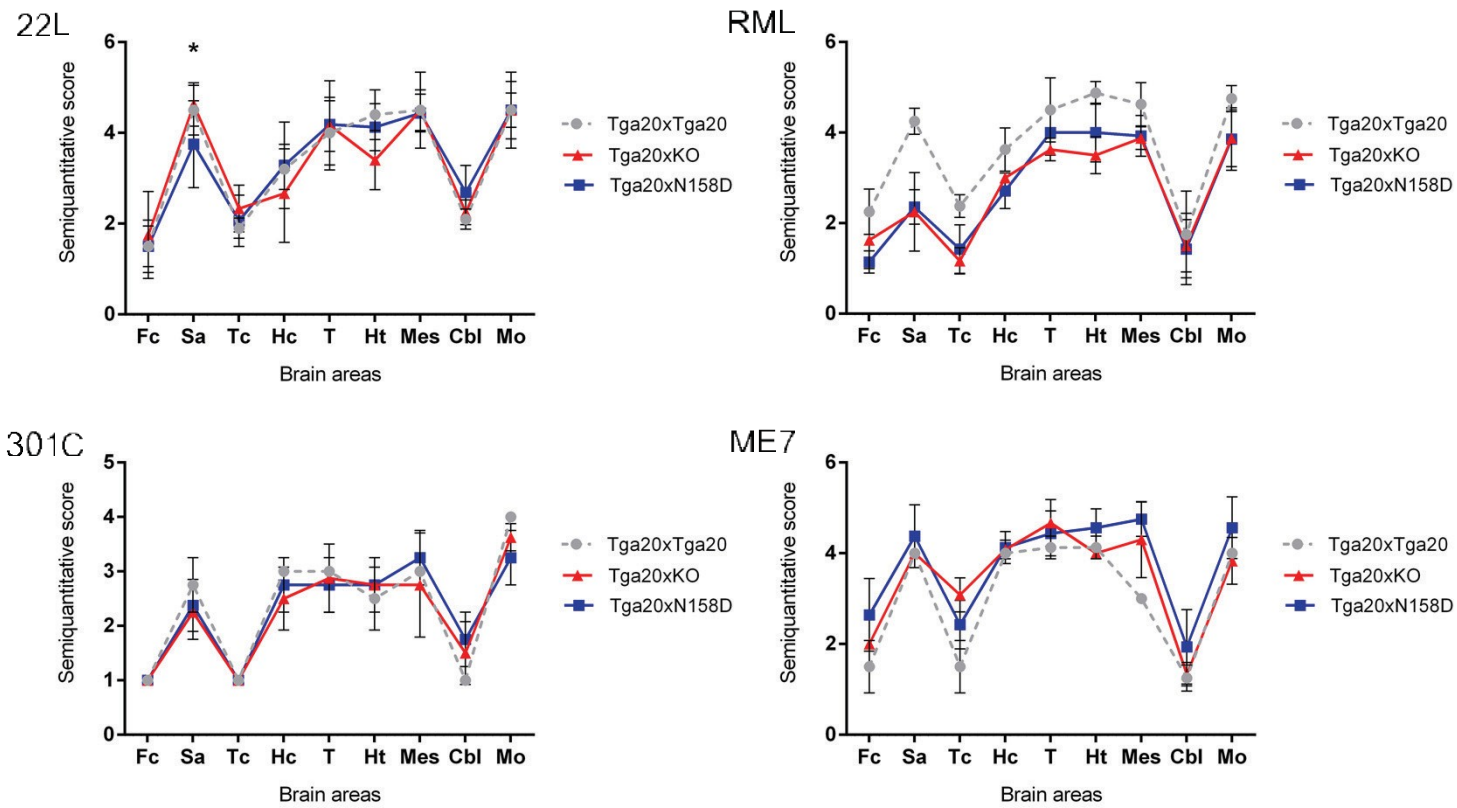 22L
*
6
4
2
0
Semiquantitative score
Fc Sa Tc Hc T Ht Mes Cbl Mo
Brain areas
Tga20xTga20
Tga20xKO
Tga20xN158D
RML
6
4
2
0
Semiquantitative score
Fc Sa Tc Hc T Ht Mes Cbl Mo
Brain areas
Tga20xTga20
Tga20xKO
Tga20xN158D
301C
5
4
3
2
1
0
Semiquantitative score
Fc Sa Tc Hc T Ht Mes Cbl Mo
Brain areas
Tga20xTga20
Tga20xKO
Tga20xN158D
ME7
6
4
2
0
Semiquantitative score
Fc Sa Tc Hc T Ht Mes Cbl Mo
Brain areas
Tga20xTga20
Tga20xKO
Tga20xN158D